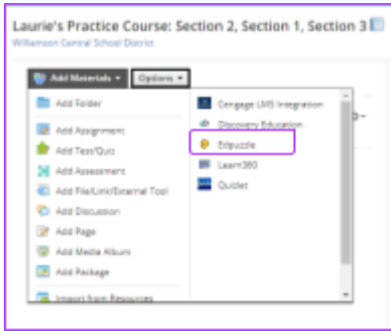 Laurie's Practice Course: Section 2, Section 1, Section 3
Williamson Central School District
Add Materials
Options
Add Folder
Add Assignment
Add Test/Quiz
Add Assessment
Add File/Link/External Tool
Add Discussion
Add Page
Add Media Album
Add Package
Import from Resources
Cengage LMS Integration
Discovery Education
Edpuzzle
Learn360
Quizlet